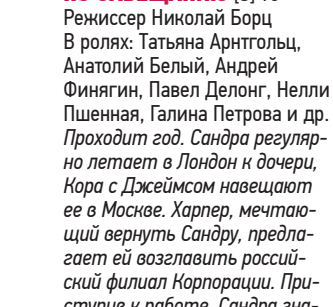 Режиссер Николай Борц
В ролях: Татьяна Арнтгольц,
Анатолий Белый, Андрей
Финягин, Павел Делонг, Нелли
Пшенная, Галина Петрова и др.
Проходит год. Сандра регуляр-
но летает в Лондон к дочери,
Кора с Джеймсом навещают
ее в Москве. Харпер, мечтаю-
щий вернуть Сандру, предла-
гает ей возглавить россий-
ский филиал Корпорации. При-